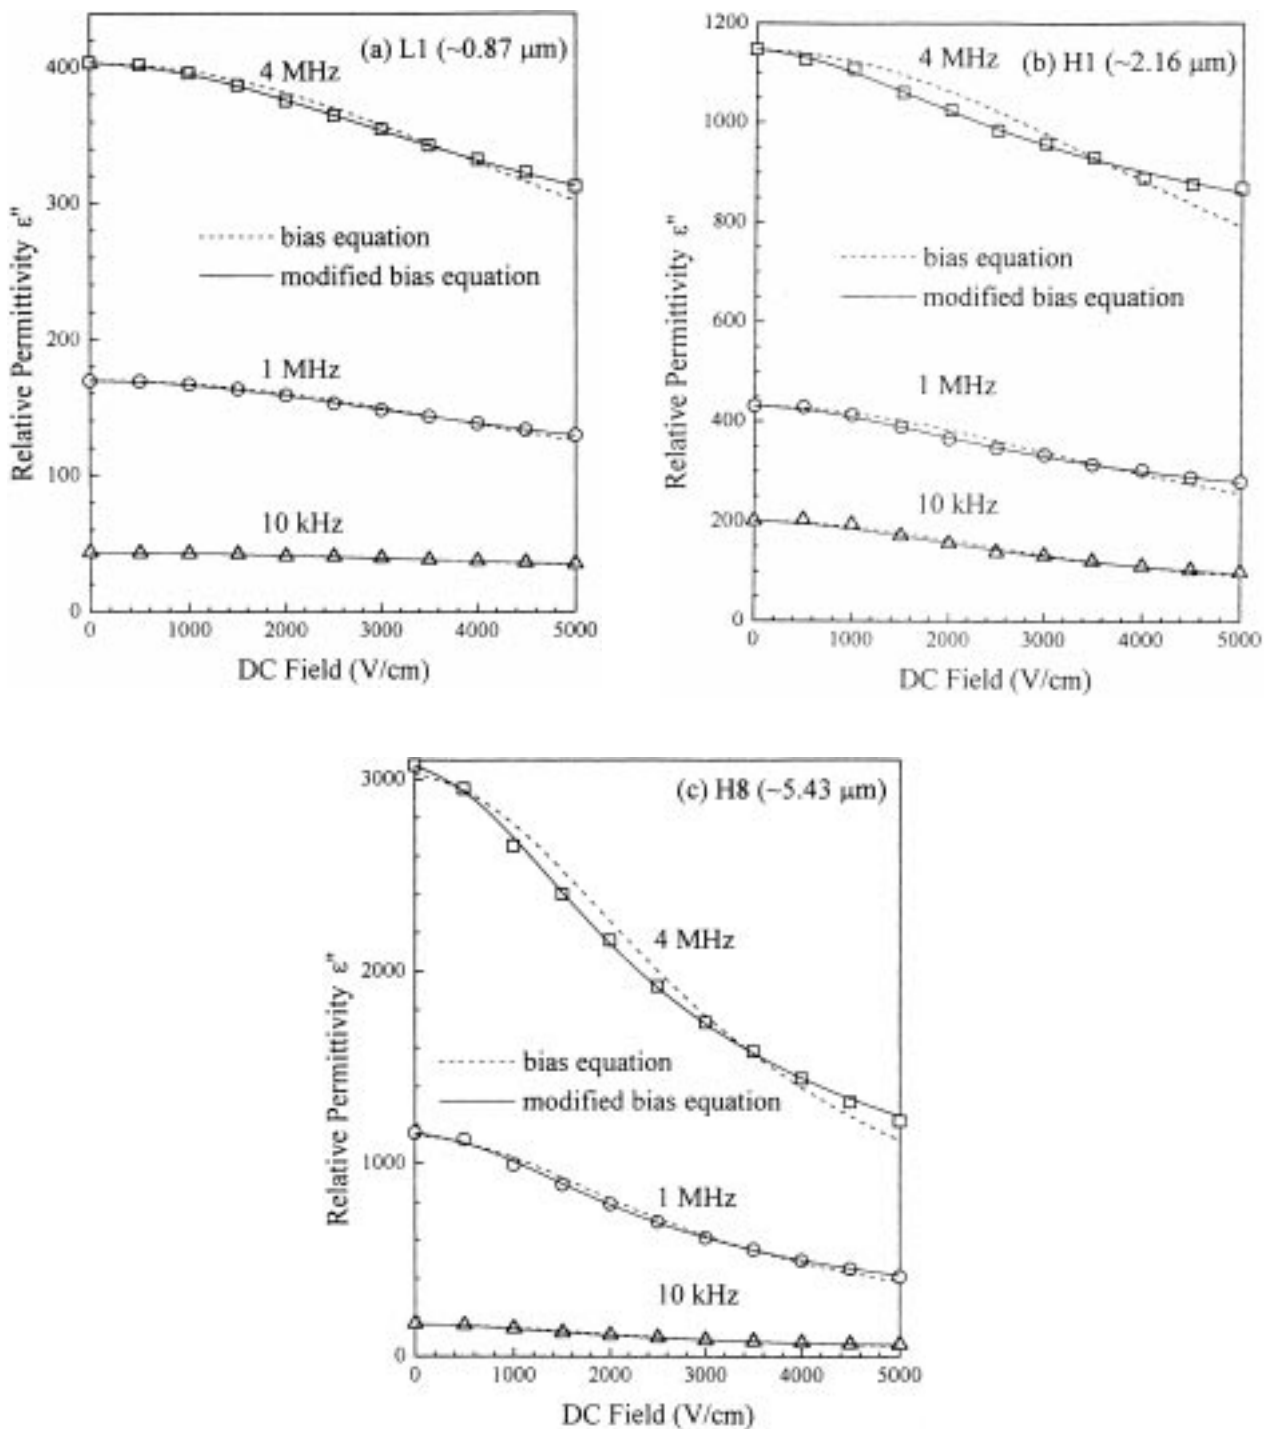 (a) L1 (~0.87 μm)
4 MHz
400
300
200
100
0
bias equation
modified bias equation
1 MHz
10 kHz
Relative Permittivity ε"
0 1000 2000 3000 4000 5000
DC Field (V/cm)
(b) H1 (~2.16 μm)
4 MHz
1200
1000
800
600
400
200
0
bias equation
modified bias equation
1 MHz
10 kHz
Relative Permittivity ε"
0 1000 2000 3000 4000 5000
DC Field (V/cm)
(c) H8 (~5.43 μm)
3000
2000
1000
0
4 MHz
bias equation
modified bias equation
1 MHz
10 kHz
Relative Permittivity ε"
0 1000 2000 3000 4000 5000
DC Field (V/cm)